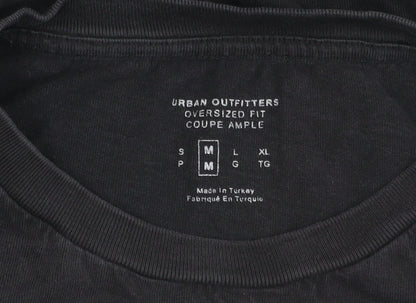 URBAN OUTFITTERS
OVERSIZED FIT
COUPE AMPLE
S M L XL
P M G TG
Made In Turkey
Fabriqué En Turquie